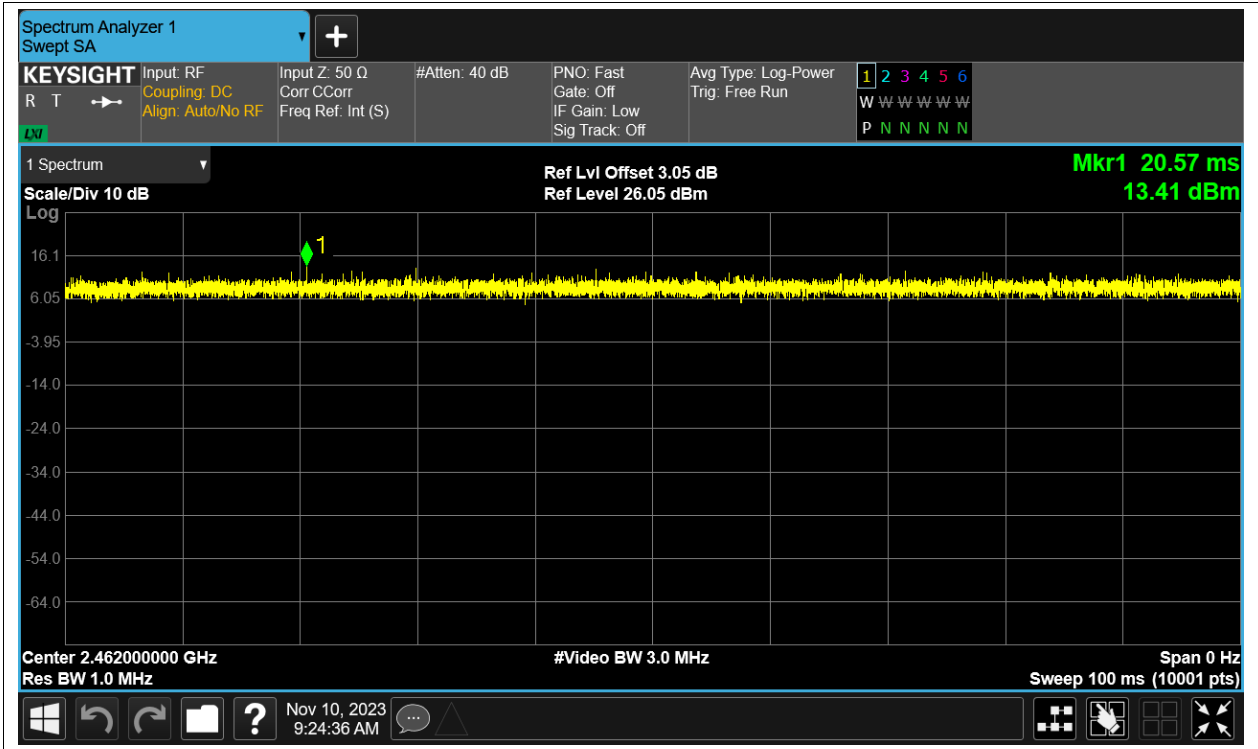 Spectrum Analyzer 1
Swept SA
▼
+
KEYSIGHT
R T
LXI
Input: RF
Coupling: DC
Align: Auto/No RF
Input Z: 50 Ω
Corr CCorr
Freq Ref: Int (S)
#Atten: 40 dB
PNO: Fast
Gate: Off
IF Gain: Low
Sig Track: Off
Avg Type: Log-Power
Trig: Free Run
1 2 3 4 5 6
W W W W W W
P N N N N N
1 Spectrum ▼
Scale/Div 10 dB
Log
Ref Lvl Offset 3.05 dB
Ref Level 26.05 dBm
Mkr1 20.57 ms
13.41 dBm
1
16.1
6.05
-3.95
-14.0
-24.0
-34.0
-44.0
-54.0
-64.0
Center 2.462000000 GHz
#Video BW 3.0 MHz
Span 0 Hz
Res BW 1.0 MHz
Sweep 100 ms (10001 pts)
?
Nov 10, 2023
9:24:36 AM